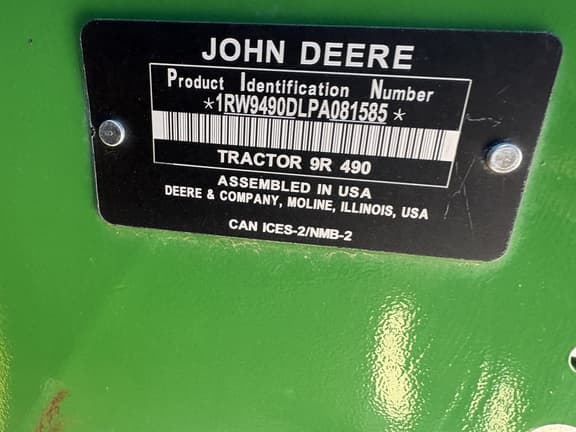 JOHN DEERE
Product Identification Number
*1RW9490DLPA081585*
TRACTOR 9R 490
ASSEMBLED IN USA
DEERE & COMPANY, MOLINE, ILLINOIS, USA
CAN ICES-2/NMB-2